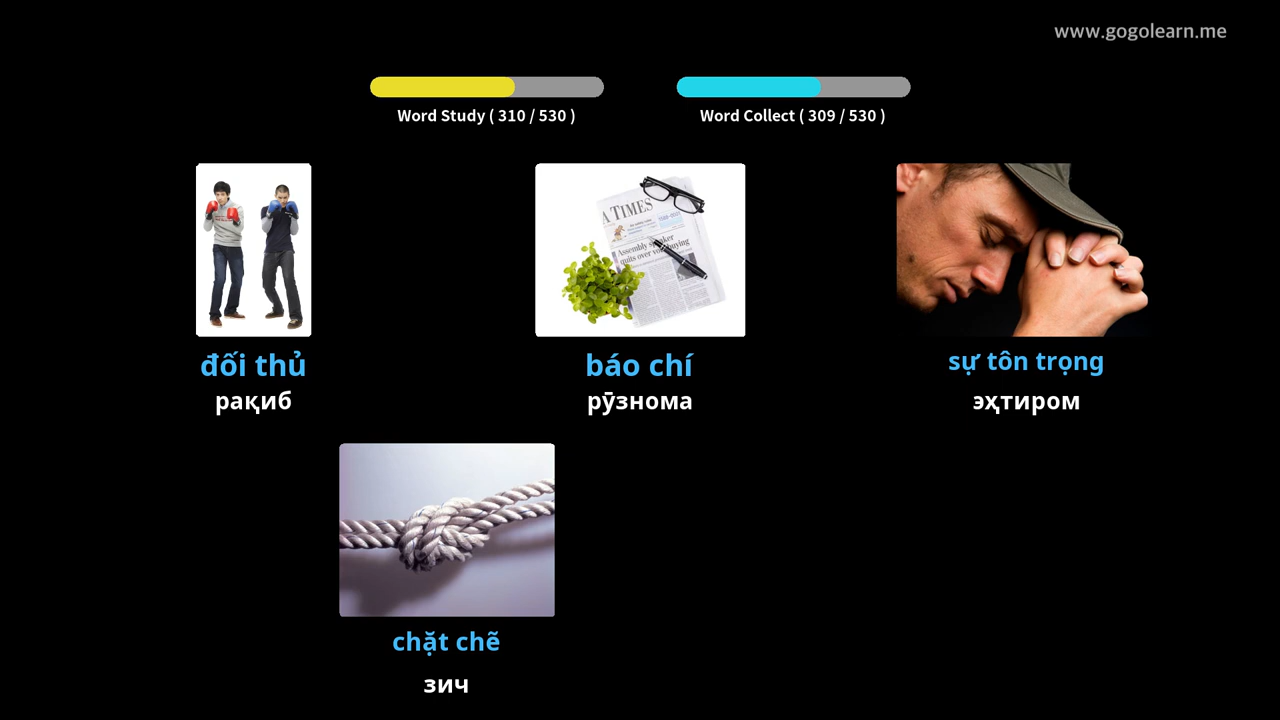 www.gogolearn.me
Word Study ( 310 / 530 )
Word Collect ( 309 / 530 )
A TIMES
đối thủ
рақиб
báo chí
рӯзнома
sự tôn trọng
эҳтиром
chặt chẽ
зич